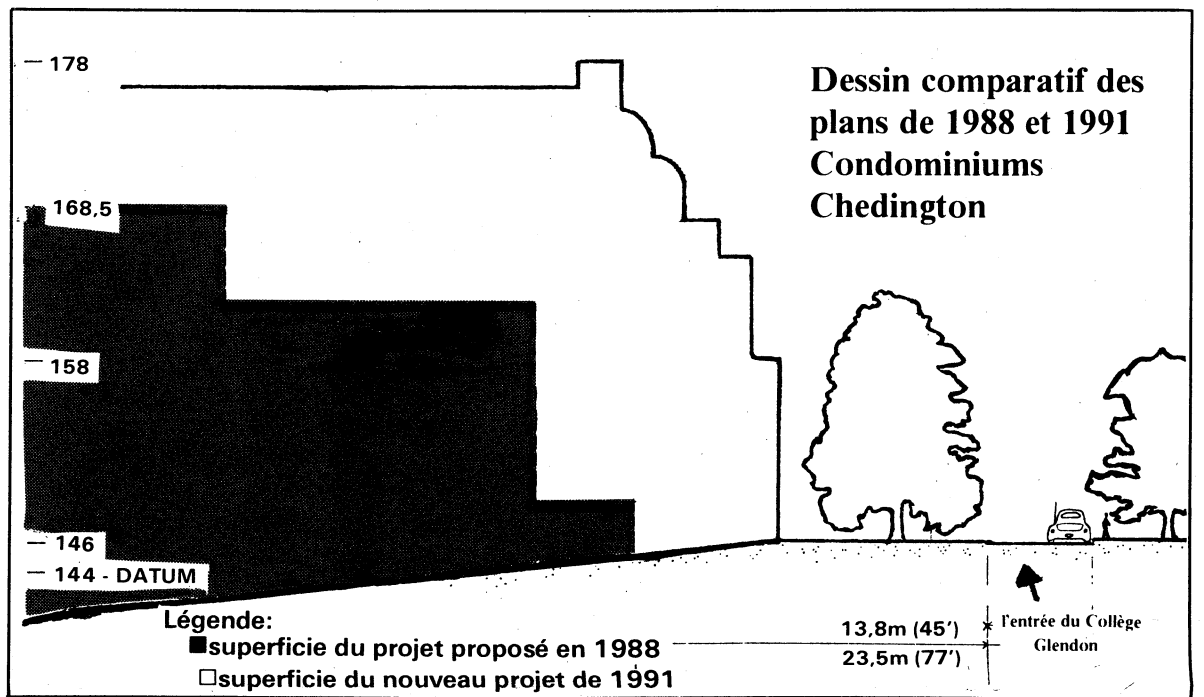 178
Dessin comparatif des
plans de 1988 et 1991
Condominiums
Chedington
168,5
158
146
144 - DATUM
Légende:
superficie du projet proposé en 1988
superficie du nouveau projet de 1991
13,8m (45')
23,5m (77')
l'entrée du Collège
Glendon